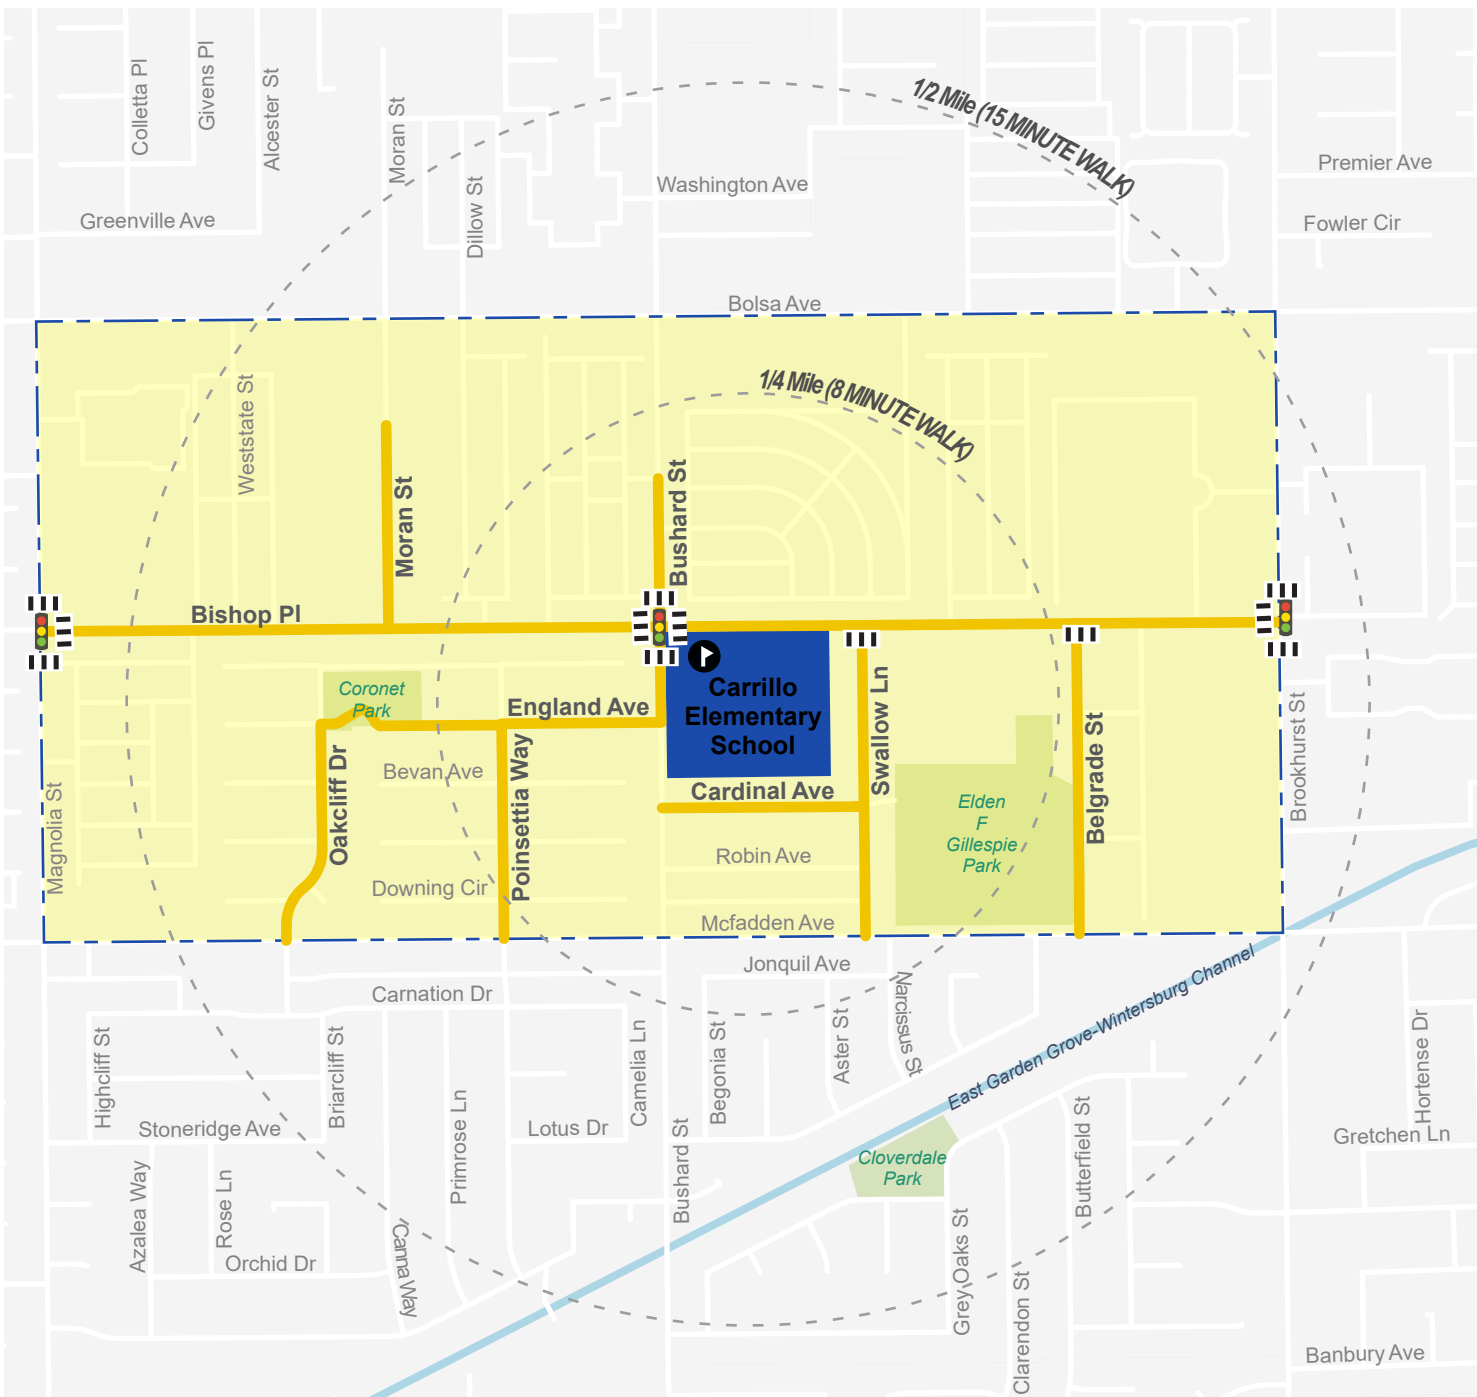 Colletta Pl
Givens Pl
Alcester St
Moran St
Dillow St
1/2 Mile (15 MINUTE WALK)
Washington Ave
Premier Ave
Greenville Ave
Fowler Cir
Bolsa Ave
1/4 Mile (8 MINUTE WALK)
Weststate St
Moran St
Bushard St
Bishop Pl
Coronet
Park
England Ave
Carrillo
Elementary
School
Swallow Ln
Belgrade St
Brookhurst St
Oakcliff Dr
Bevan Ave
Poinsettia Way
Cardinal Ave
Elden
F
Gillespie
Park
Magnolia St
Robin Ave
Downing Cir
Mcfadden Ave
Jonquil Ave
Carnation Dr
Narcissus St
East Garden Grove-Wintersburg Channel
Highcliff St
Briarcliff St
Camelia Ln
Begonia St
Aster St
Hortense Dr
Stoneridge Ave
Primrose Ln
Lotus Dr
Bushard St
Cloverdale
Park
Butterfield St
Gretchen Ln
Azalea Way
Rose Ln
Orchid Dr
Canna Way
Grey Oaks St
Clarendon St
Banbury Ave